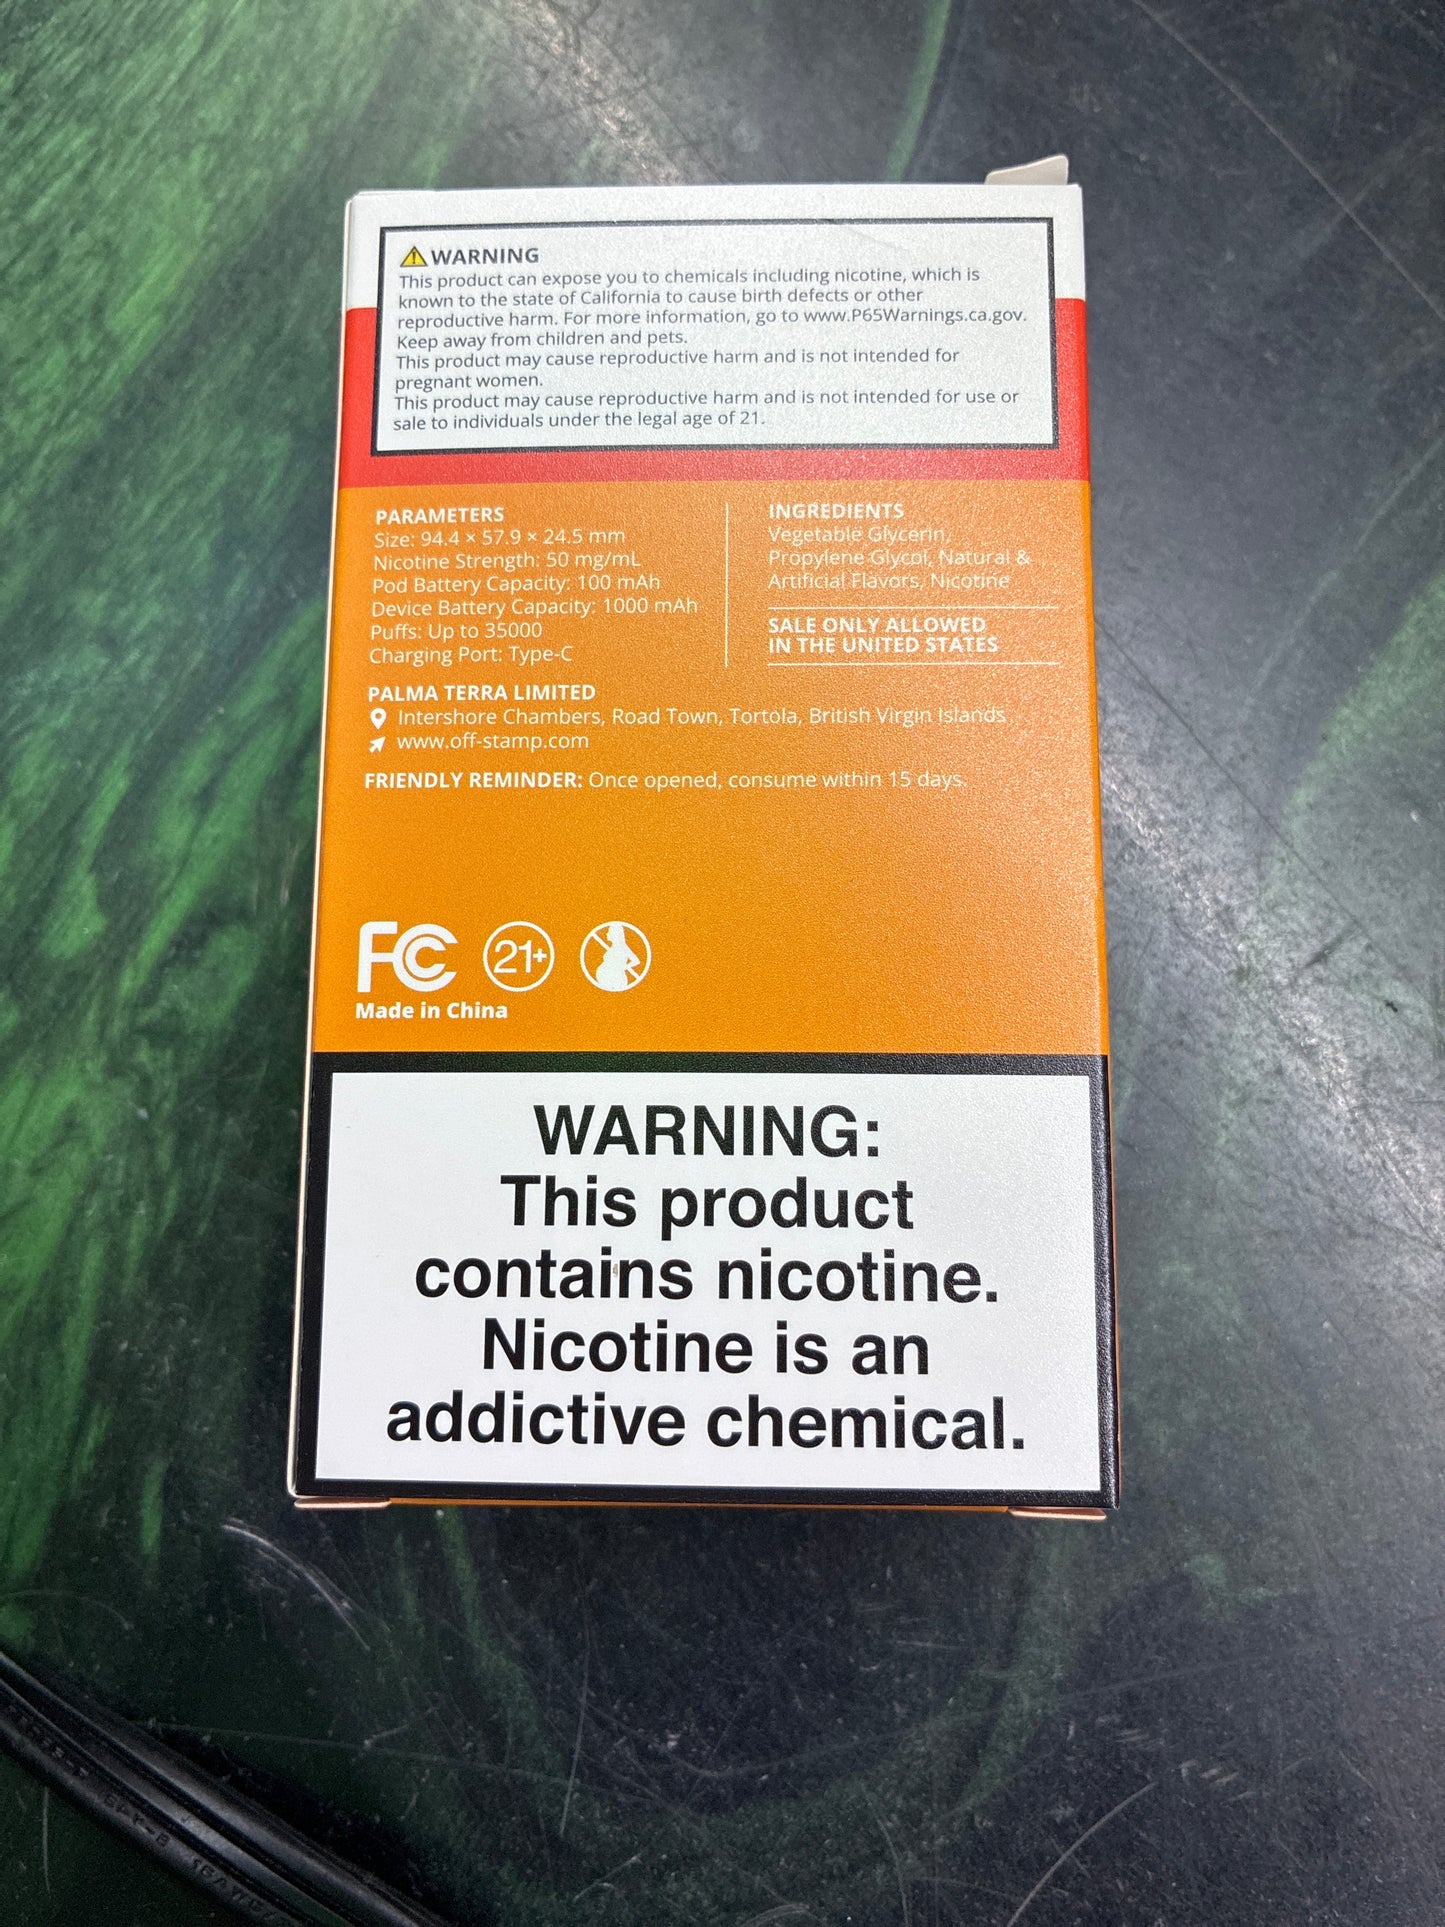 WARNING
This product can expose you to chemicals including nicotine, which is
known to the state of California to cause birth defects or other
reproductive harm. For more information, go to www.P65Warnings.ca.gov.
Keep away from children and pets.
This product may cause reproductive harm and is not intended for
pregnant women.
This product may cause reproductive harm and is not intended for use or
sale to individuals under the legal age of 21.
PARAMETERS
Size: 94.4 × 57.9 × 24.5 mm
Nicotine Strength: 50 mg/mL
Pod Battery Capacity: 100 mAh
Device Battery Capacity: 1000 mAh
Puffs: Up to 35000
Charging Port: Type-C
INGREDIENTS
Vegetable Glycerin,
Propylene Glycol, Natural &
Artificial Flavors, Nicotine
SALE ONLY ALLOWED
IN THE UNITED STATES
PALMA TERRA LIMITED
Intershore Chambers, Road Town, Tortola, British Virgin Islands
www.off-stamp.com
FRIENDLY REMINDER: Once opened, consume within 15 days.
FC
21+
Made in China
WARNING:
This product
contains nicotine.
Nicotine is an
addictive chemical.